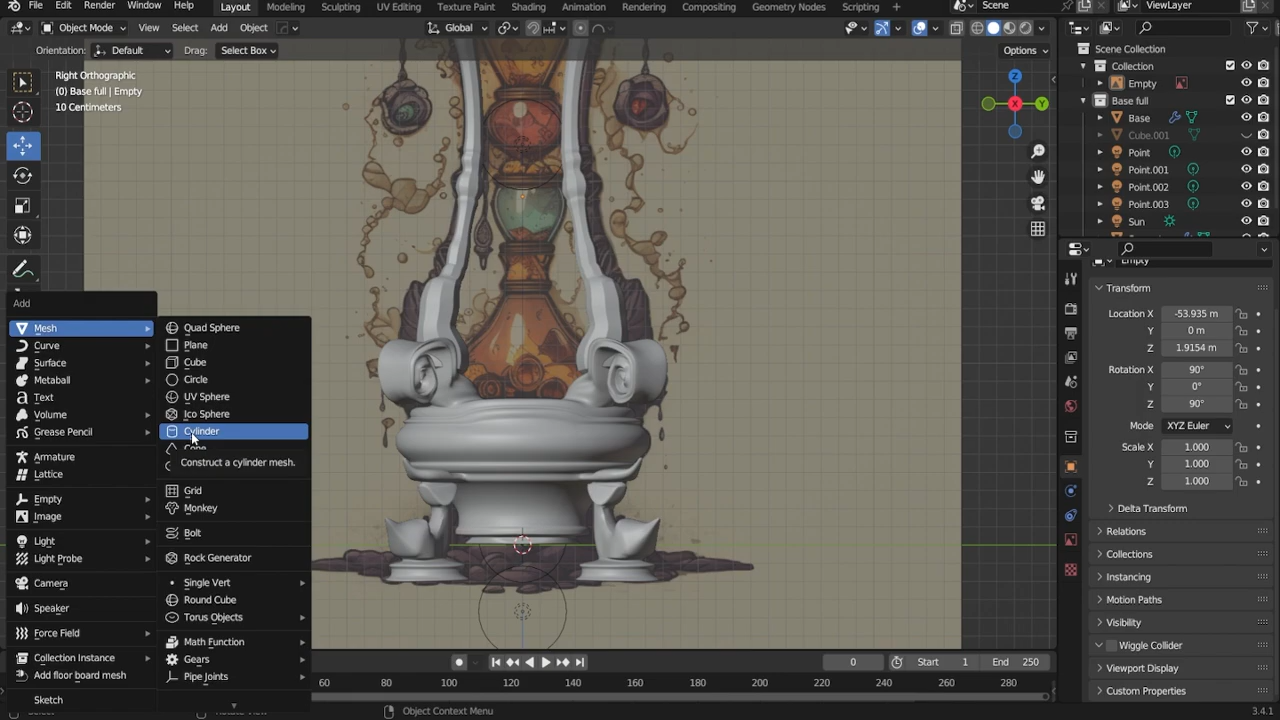 File Edit Render Window Help Layout Modeling Sculpting UV Editing Texture Paint Shading Animation Rendering Compositing Geometry Nodes Scripting + Scene ViewLayer
Object Mode View Select Add Object Global
Orientation: Default Drag: Select Box Options
Right Orthographic
(0) Base full | Empty
10 Centimeters
Z
X
Y
Scene Collection
Collection
Empty
Base full
Base
Cube.001
Point
Point.001
Point.002
Point.003
Sun
Empty
Transform
Location X -53.935 m
Y 0 m
Z 1.9154 m
Rotation X 90°
Y 0°
Z 90°
Mode XYZ Euler
Scale X 1.000
Y 1.000
Z 1.000
Delta Transform
Relations
Collections
Instancing
Motion Paths
Visibility
Wiggle Collider
Viewport Display
Custom Properties
Add
Mesh
Curve
Surface
Metaball
Text
Volume
Grease Pencil
Armature
Lattice
Empty
Image
Light
Light Probe
Camera
Speaker
Force Field
Collection Instance
Add floor board mesh
Sketch
Quad Sphere
Plane
Cube
Circle
UV Sphere
Ico Sphere
Cylinder
Cone
Construct a cylinder mesh.
Grid
Monkey
Bolt
Rock Generator
Single Vert
Round Cube
Torus Objects
Math Function
Gears
Pipe Joints
0 Start 1 End 250
60 80 100 120 140 160 180 200 220 240 260 280
Select Rotate View Object Context Menu 3.4.1